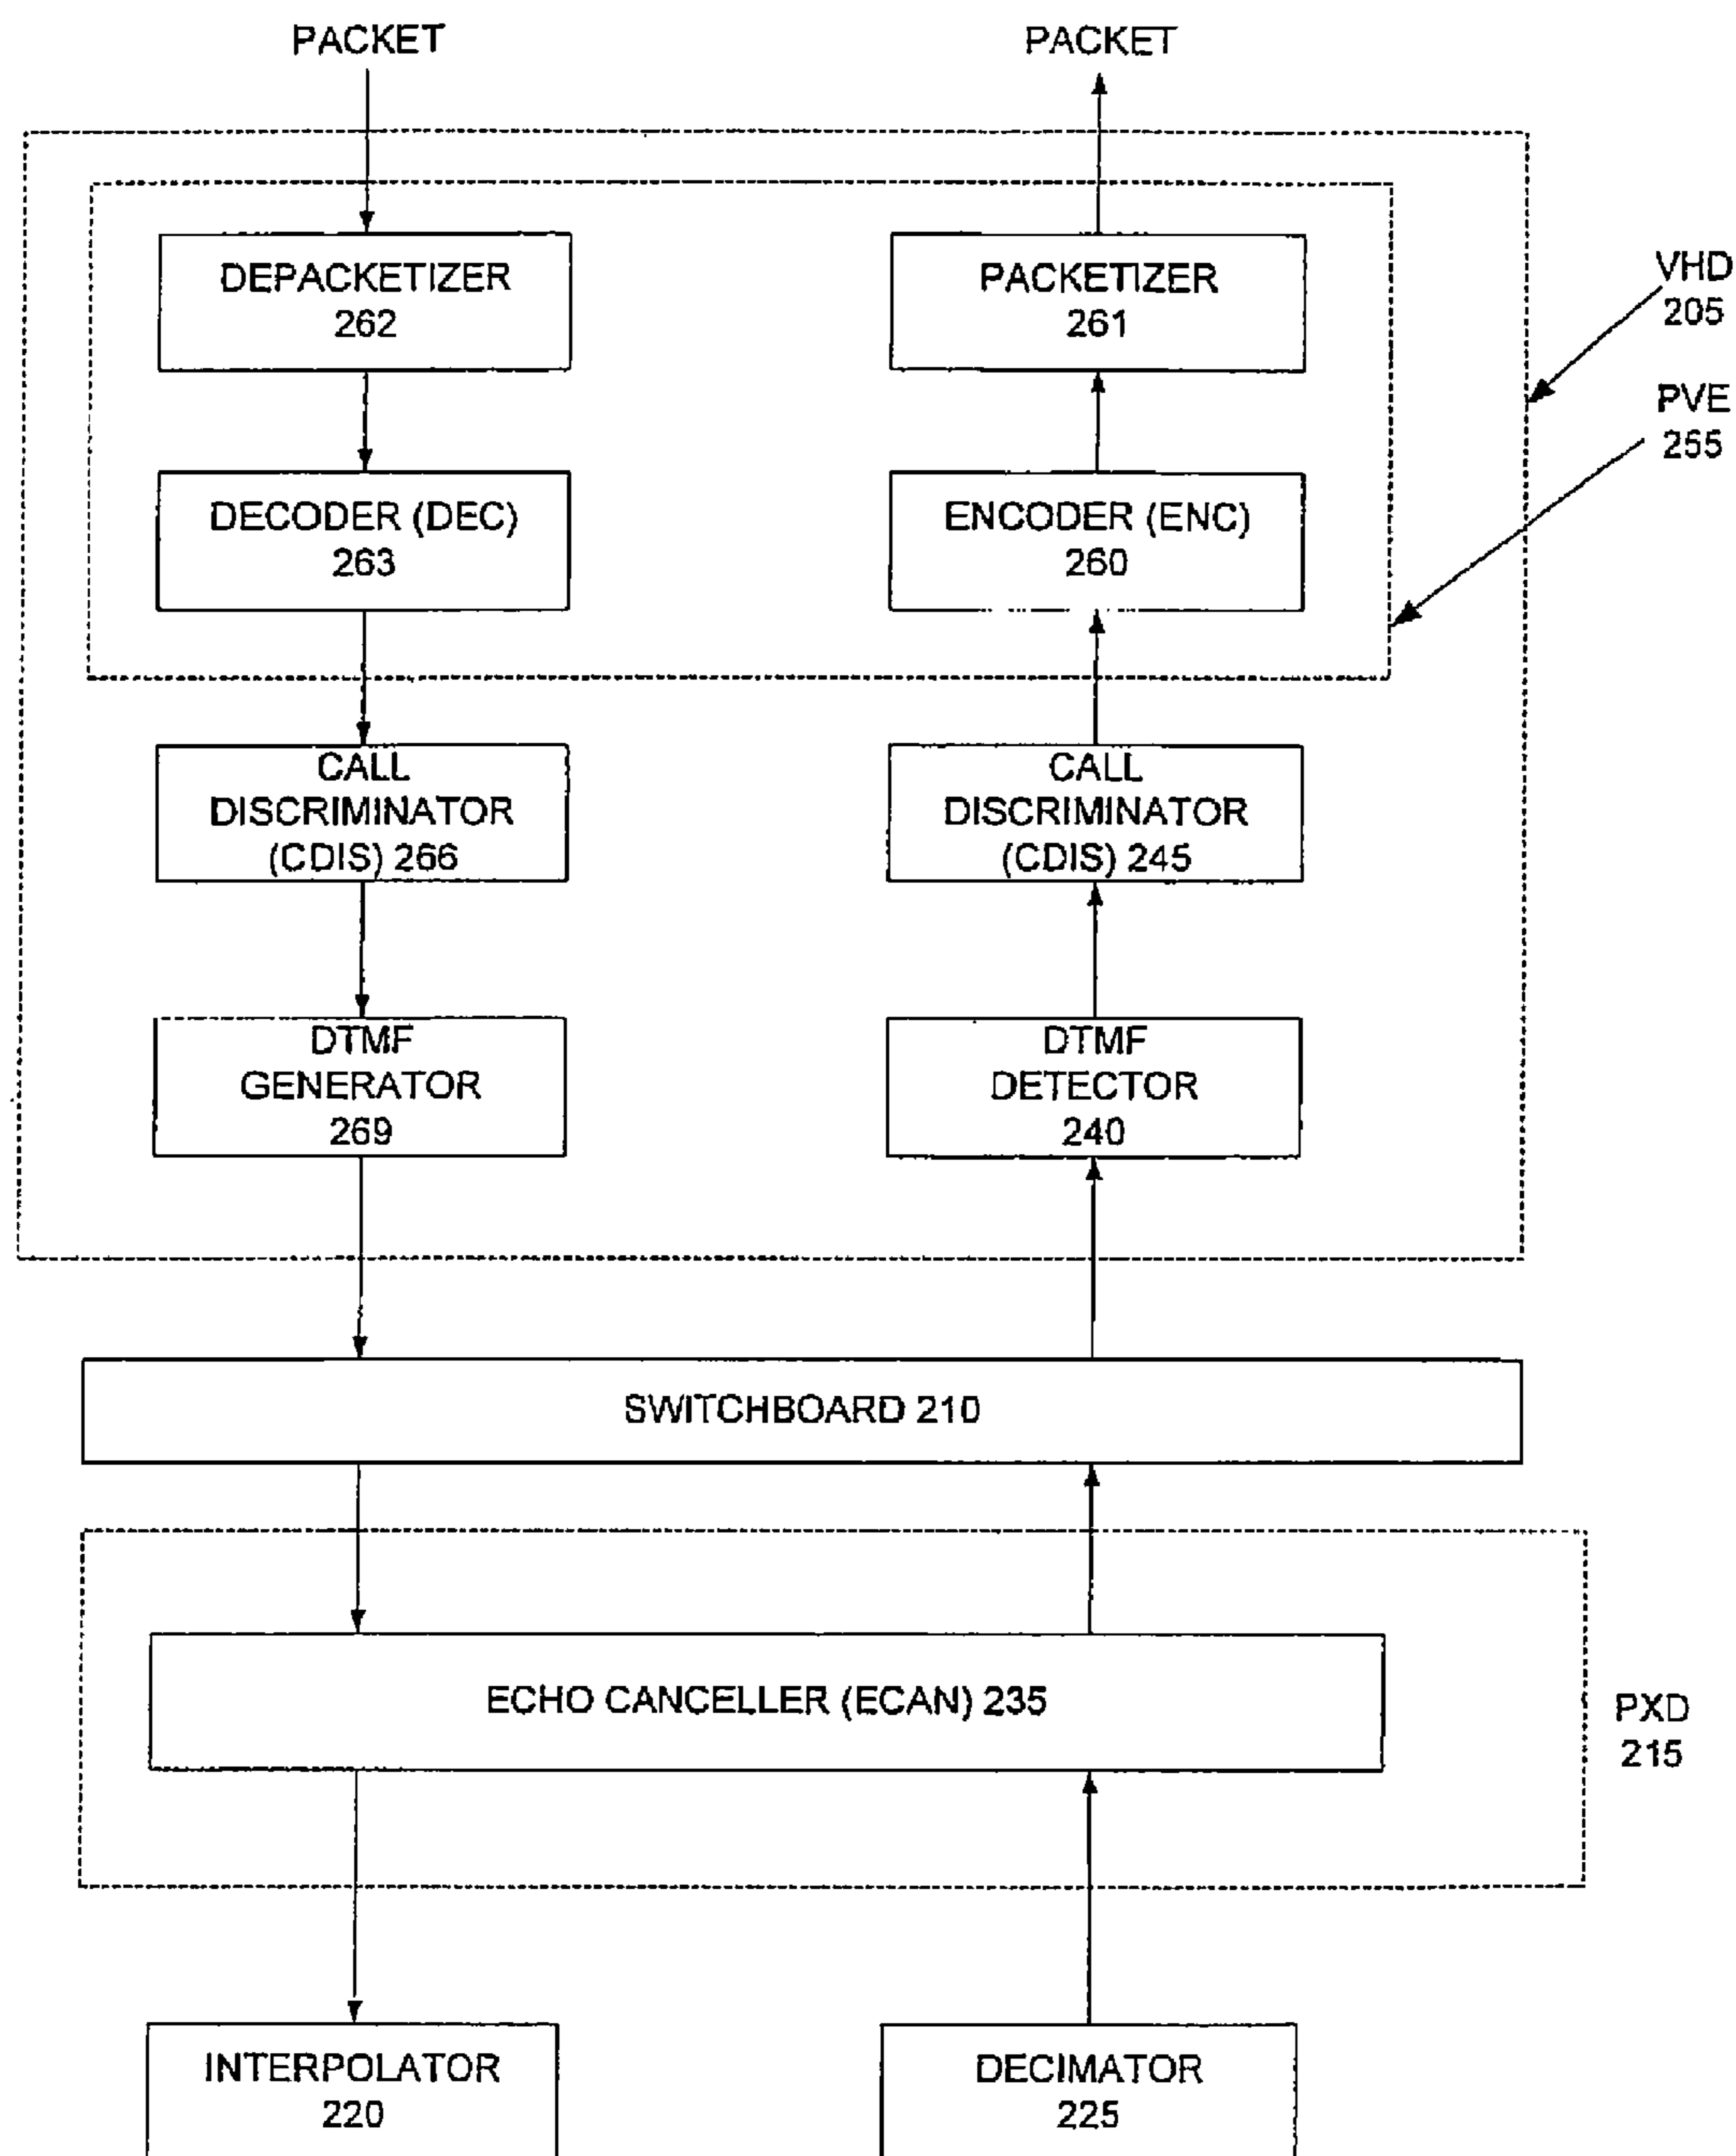 PACKET
PACKET
DEPACKETIZER
262
PACKETIZER
261
VHD
205
PVE
255
DECODER (DEC)
263
ENCODER (ENC)
260
CALL
DISCRIMINATOR
(CDIS) 266
CALL
DISCRIMINATOR
(CDIS) 245
DTMF
GENERATOR
269
DTMF
DETECTOR
240
SWITCHBOARD 210
ECHO CANCELLER (ECAN) 235
PXD
215
INTERPOLATOR
220
DECIMATOR
225